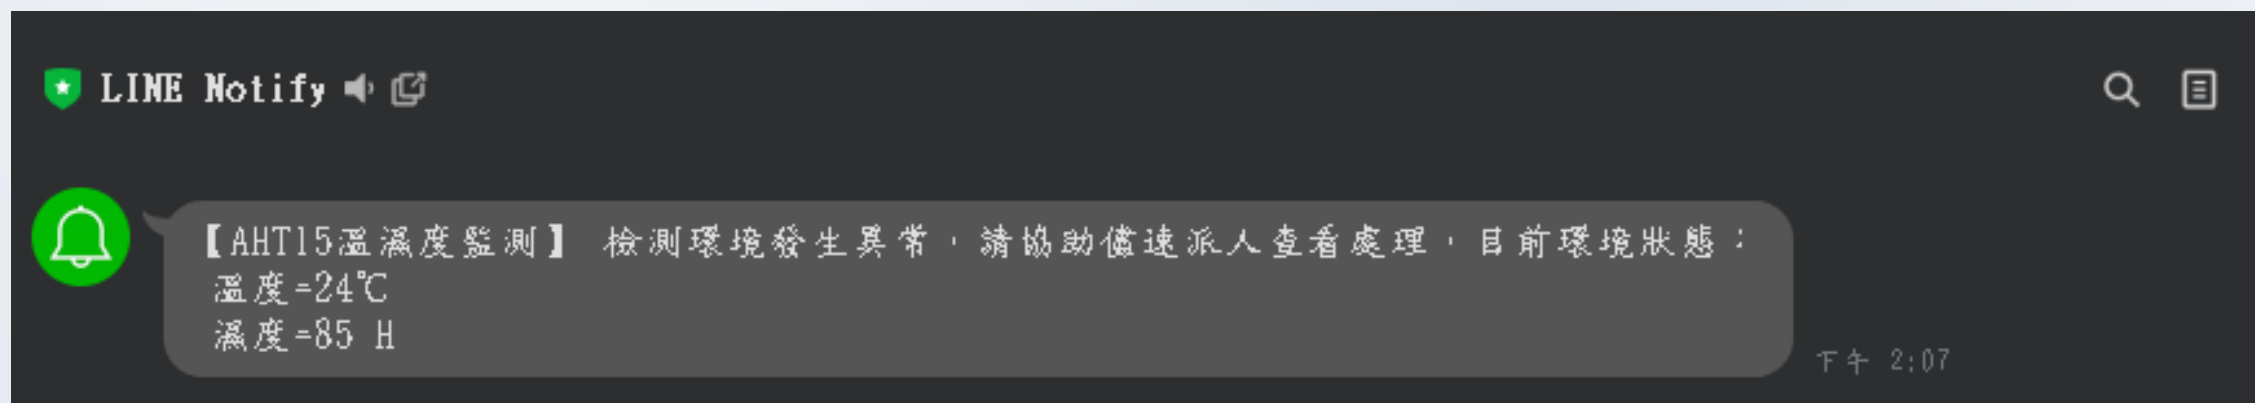 LINE Notify
【AHT15溫濕度監測】 檢測環境發生異常，請協助儘速派人查看處理，目前環境狀態：
溫度=24℃
濕度=85 H
下午 2:07